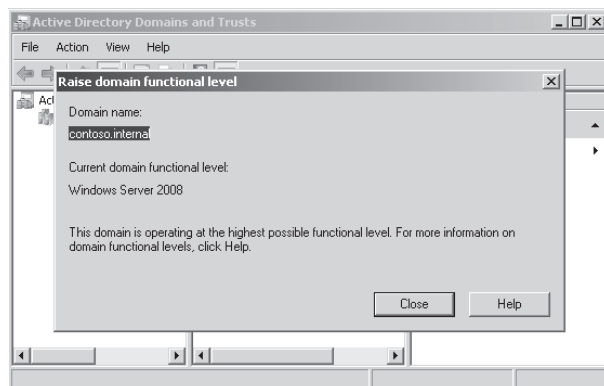 Active Directory Domains and Trusts
File Action View Help
Raise domain functional level
Domain name:
contoso.internal
Current domain functional level:
Windows Server 2008
This domain is operating at the highest possible functional level. For more information on
domain functional levels, click Help.
Close Help